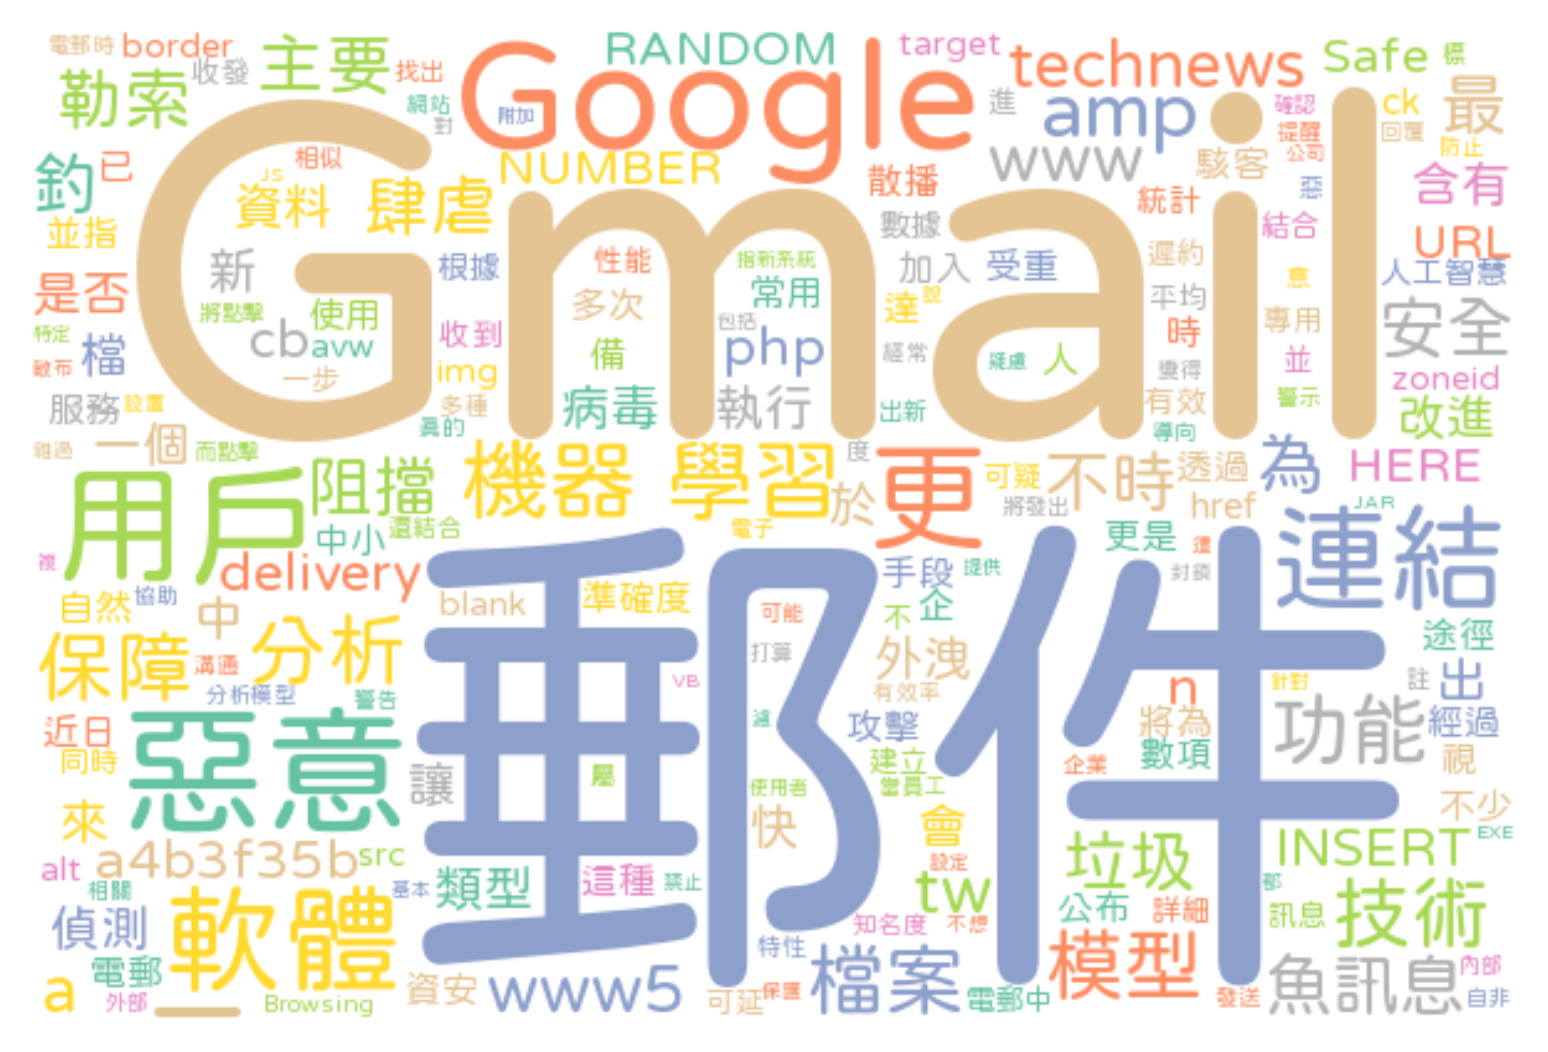 電郵時 border 主要 RANDOM target technews Safe 標
勒索 收發 找出 Google 進 amp 確認 ck 最
網站 對 附加 提醒 回覆
釣 已 相似 NUMBER www 駭客 公司 防止
JS 資料 肆虐 散播 統計 惡 含有
並指 Gmail 數據 結合 URL
新 根據 性能 指新系統 加入 受重 遲約 人工智慧
是否 將點擊 使用 多次 常用 達 說 平均 意 安全
特定 檔 cb avw 收到 備 包括 php 經常 時 專用
散布 一步 img 疑慮 人 變得 並 zoneid
服務 設置 多種 病毒 執行 出新 有效 警示 改進
雖過 一個 而點擊 真的 導向
用戶 阻擋 機器 學習 度 更 可疑 不時 透過 為 HERE
中小 還結合 電子 於 將發出 href JAR
複 delivery 郵件 手段 提供 更是 遭 封鎖 連結
自然 協助 中 blank 準確度 可能 不 企 途徑
保障 溝通 分析 打算 外洩 n 針對 註 出
分析模型 警告 VB 有效率 將為 功能 經過
近日 惡意 濾 攻擊 數項 視
同時 讓 屬 建立 企業
來 使用者 當員工 不少
快 會 垃圾 INSERT EXE
alt a4b3f35b src 設定
相關 基本 類型 這種 禁止 tw 都 技術
偵測 軟體 知名度 不想 公布 詳細 訊息
電郵 特性 檔案 模型 魚訊息 內部
a 外部 _ Browsing 資安 www5 可延 保護 電郵中 發送 自非